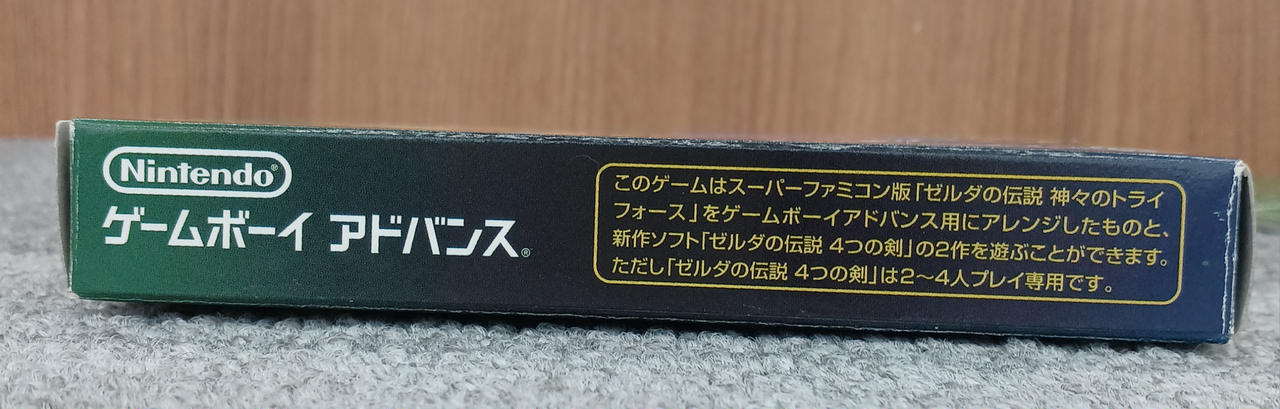 Nintendo®
ゲームボーイ アドバンス®
このゲームはスーパーファミコン版「ゼルダの伝説 神々のトライ
フォース」をゲームボーイアドバンス用にアレンジしたものと、
新作ソフト「ゼルダの伝説 4つの剣」の2作を遊ぶことができます。
ただし「ゼルダの伝説 4つの剣」は2〜4人プレイ専用です。